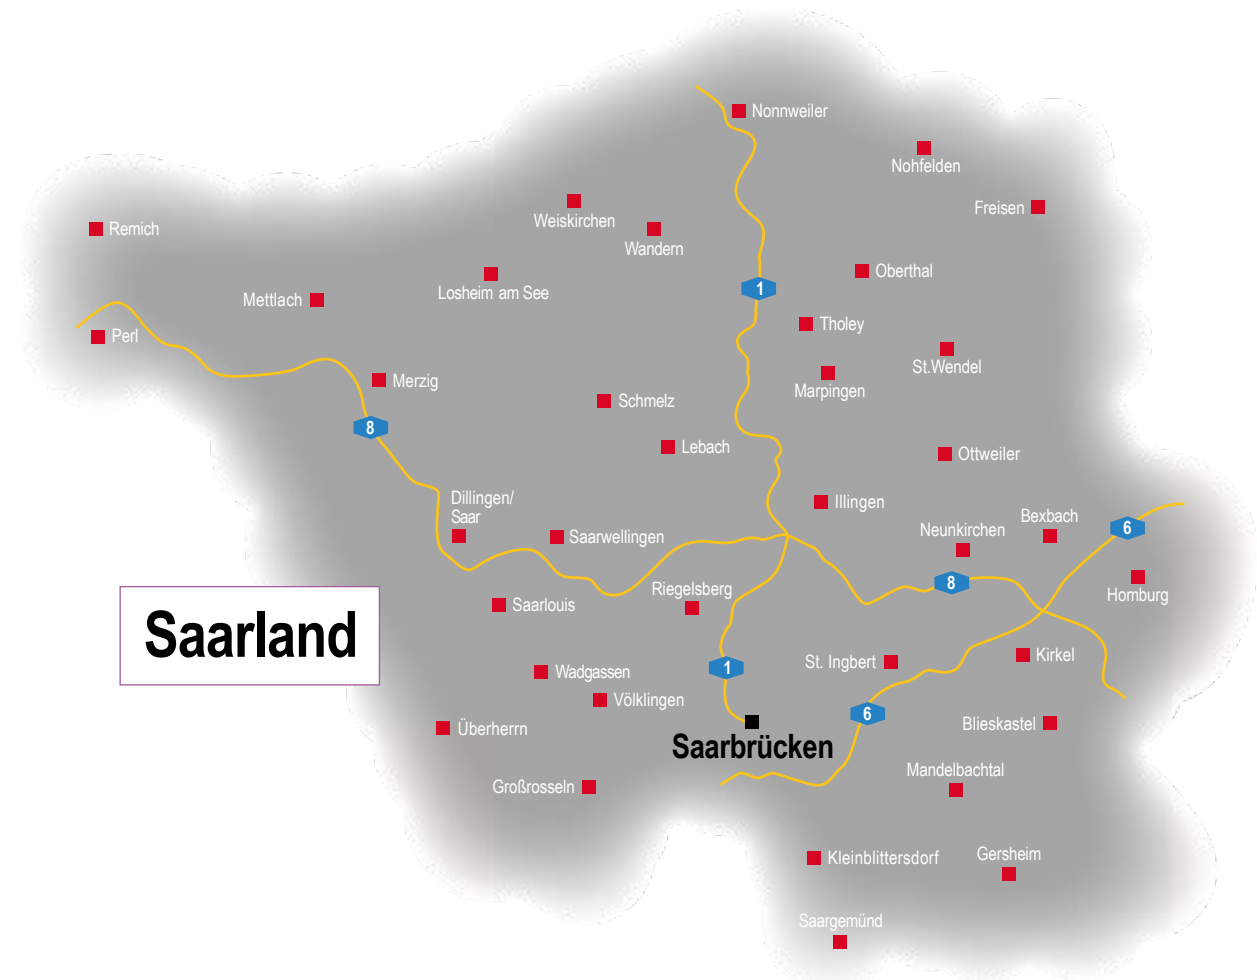 Nonnweiler
Nohfelden
Freisen
Weiskirchen
Remich
Wandern
Oberthal
Losheim am See
1
Mettlach
Tholey
Perl
St.Wendel
Merzig
Marpingen
Schmelz
8
Lebach
Ottweiler
Dillingen/
Saar
Illingen
Bexbach
6
Neunkirchen
Saarwellingen
8
Riegelsberg
Homburg
Saarlouis
Saarland
Kirkel
St. Ingbert
1
Wadgassen
Völklingen
6
Blieskastel
Überherrn
Saarbrücken
Mandelbachtal
Großrosseln
Gersheim
Kleinblittersdorf
Saargemünd